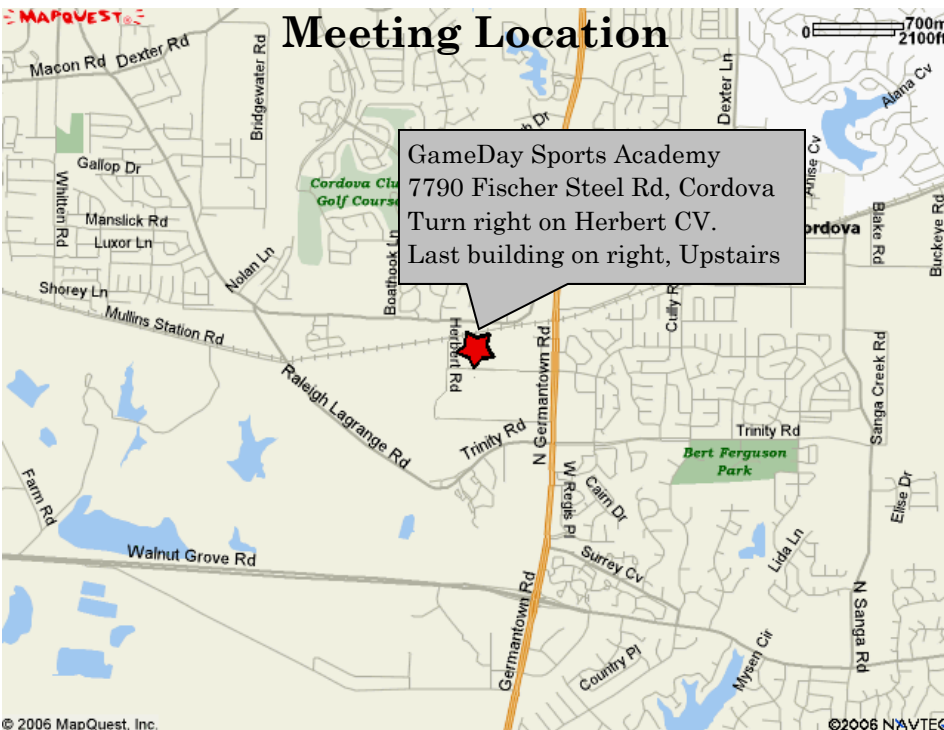 MAPQUEST
Meeting Location
0 700m
2100ft
Macon Rd
Dexter Rd
Bridgewater Rd
Dexter Ln
Alana Cv
Anise Cv
Gallop Dr
Whitten Rd
Manslick Rd
Luxor Ln
Nolan Ln
Shorey Ln
Mullins Station Rd
Cordova Clu
Golf Course
Boathook Ln
GameDay Sports Academy
7790 Fischer Steel Rd, Cordova
Turn right on Herbert CV.
Last building on right, Upstairs
ordova
Blake Rd
Buckeye Rd
Herbert Rd
N Germantown Rd
Sanga Creek Rd
Raleigh Lagrange Rd
Trinity Rd
Trinity Rd
Bert Ferguson
Park
W Regis Pl
Cairn Dr
Elise Dr
Farm Rd
Lida Ln
Walnut Grove Rd
Surrey Cv
Germantown Rd
N Sanga Rd
Country Pl
Mysen Cir
© 2006 MapQuest, Inc.
©2006 NAVTEQ